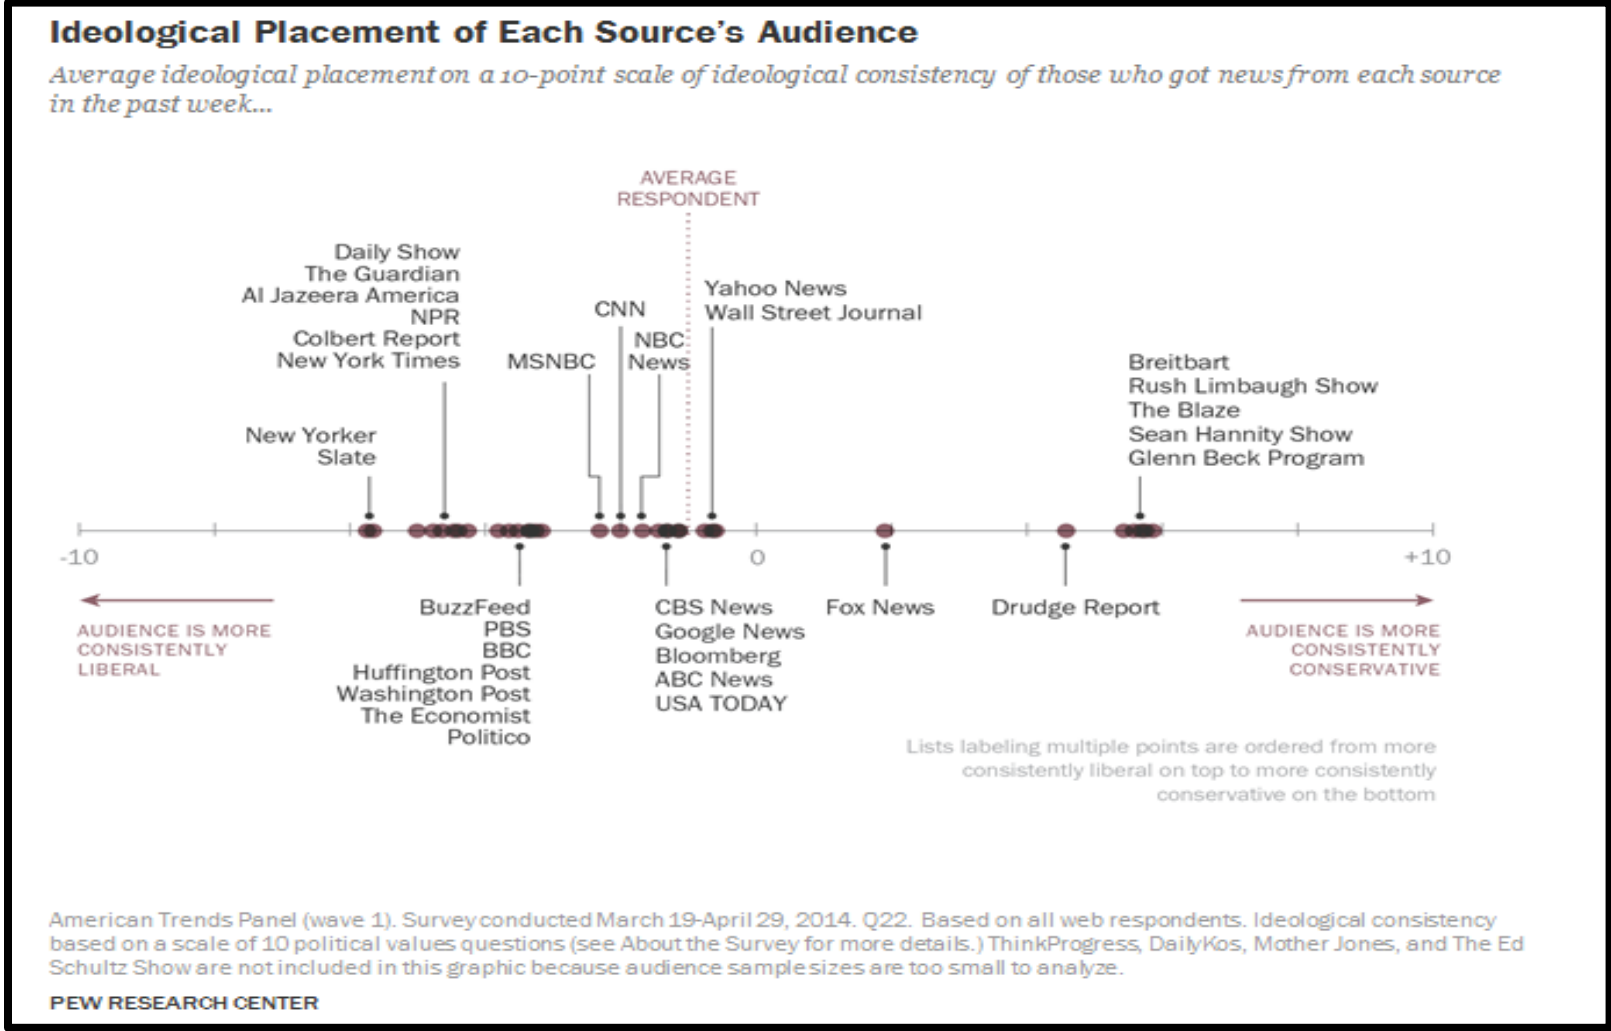 Ideological Placement of Each Source's Audience
Average ideological placement on a 10-point scale of ideological consistency of those who got news from each source
in the past week...
AVERAGE
RESPONDENT
Daily Show
The Guardian
Al Jazeera America
NPR
Colbert Report
New York Times
New Yorker
Slate
MSNBC
CNN
NBC
News
Yahoo News
Wall Street Journal
Breitbart
Rush Limbaugh Show
The Blaze
Sean Hannity Show
Glenn Beck Program
-10
0
+10
AUDIENCE IS MORE
CONSISTENTLY
LIBERAL
BuzzFeed
PBS
BBC
Huffington Post
Washington Post
The Economist
Politico
CBS News
Google News
Bloomberg
ABC News
USA TODAY
Fox News
Drudge Report
AUDIENCE IS MORE
CONSISTENTLY
CONSERVATIVE
Lists labeling multiple points are ordered from more
consistently liberal on top to more consistently
conservative on the bottom
American Trends Panel (wave 1). Survey conducted March 19-April 29, 2014. Q22. Based on all web respondents. Ideological consistency
based on a scale of 10 political values questions (see About the Survey for more details.) ThinkProgress, DailyKos, Mother Jones, and The Ed
Schultz Show are not included in this graphic because audience sample sizes are too small to analyze.
PEW RESEARCH CENTER